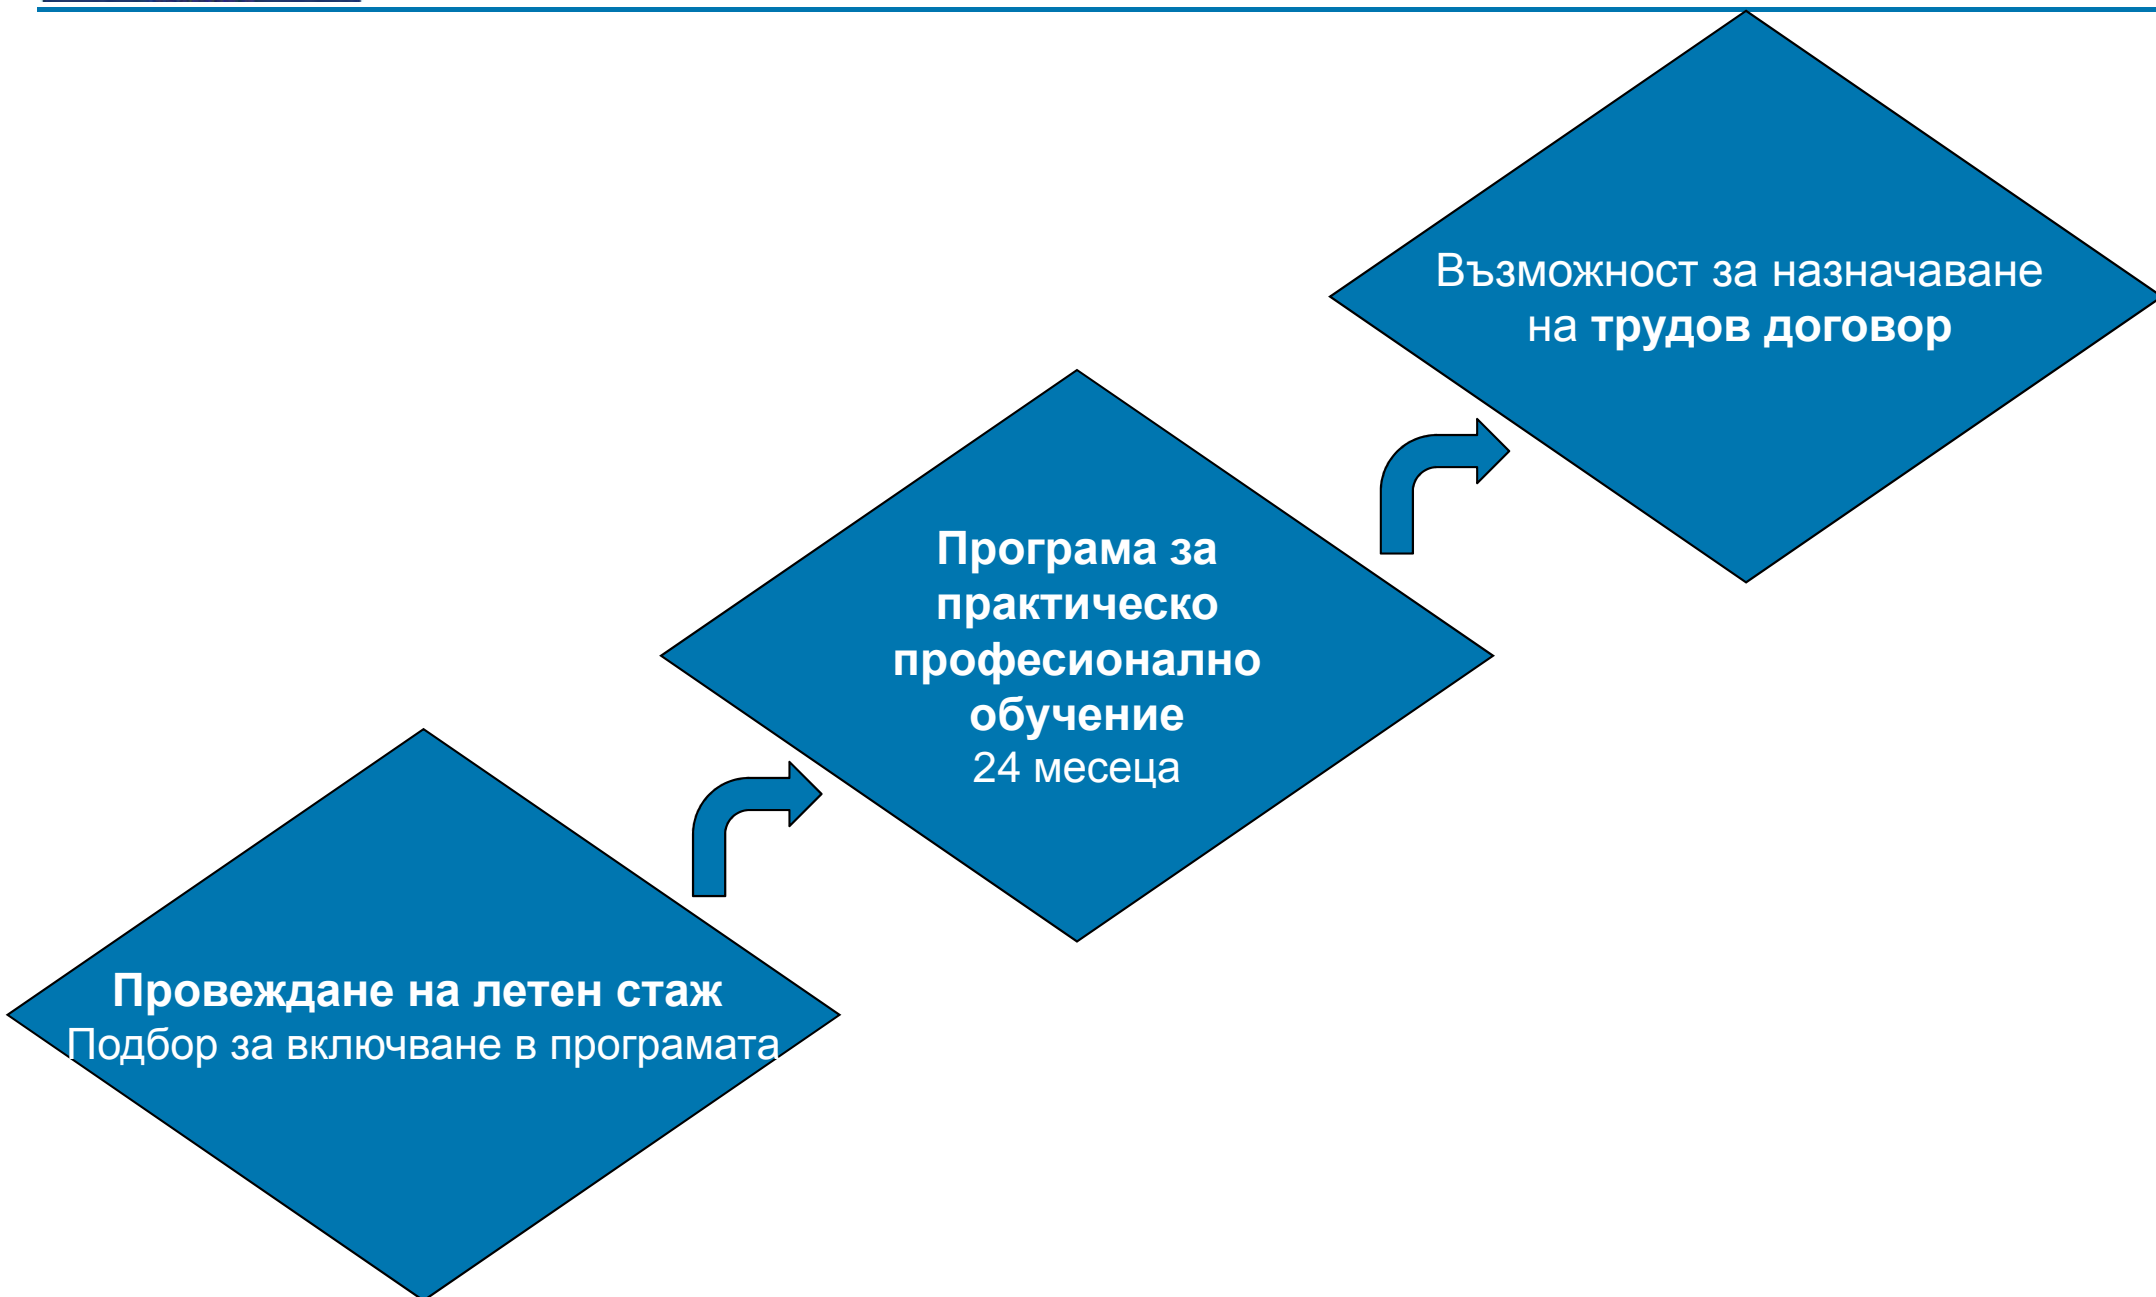 Възможност за назначаване
на трудов договор
Програма за
практическо
професионално
обучение
24 месеца
Провеждане на летен стаж
Подбор за включване в програмата